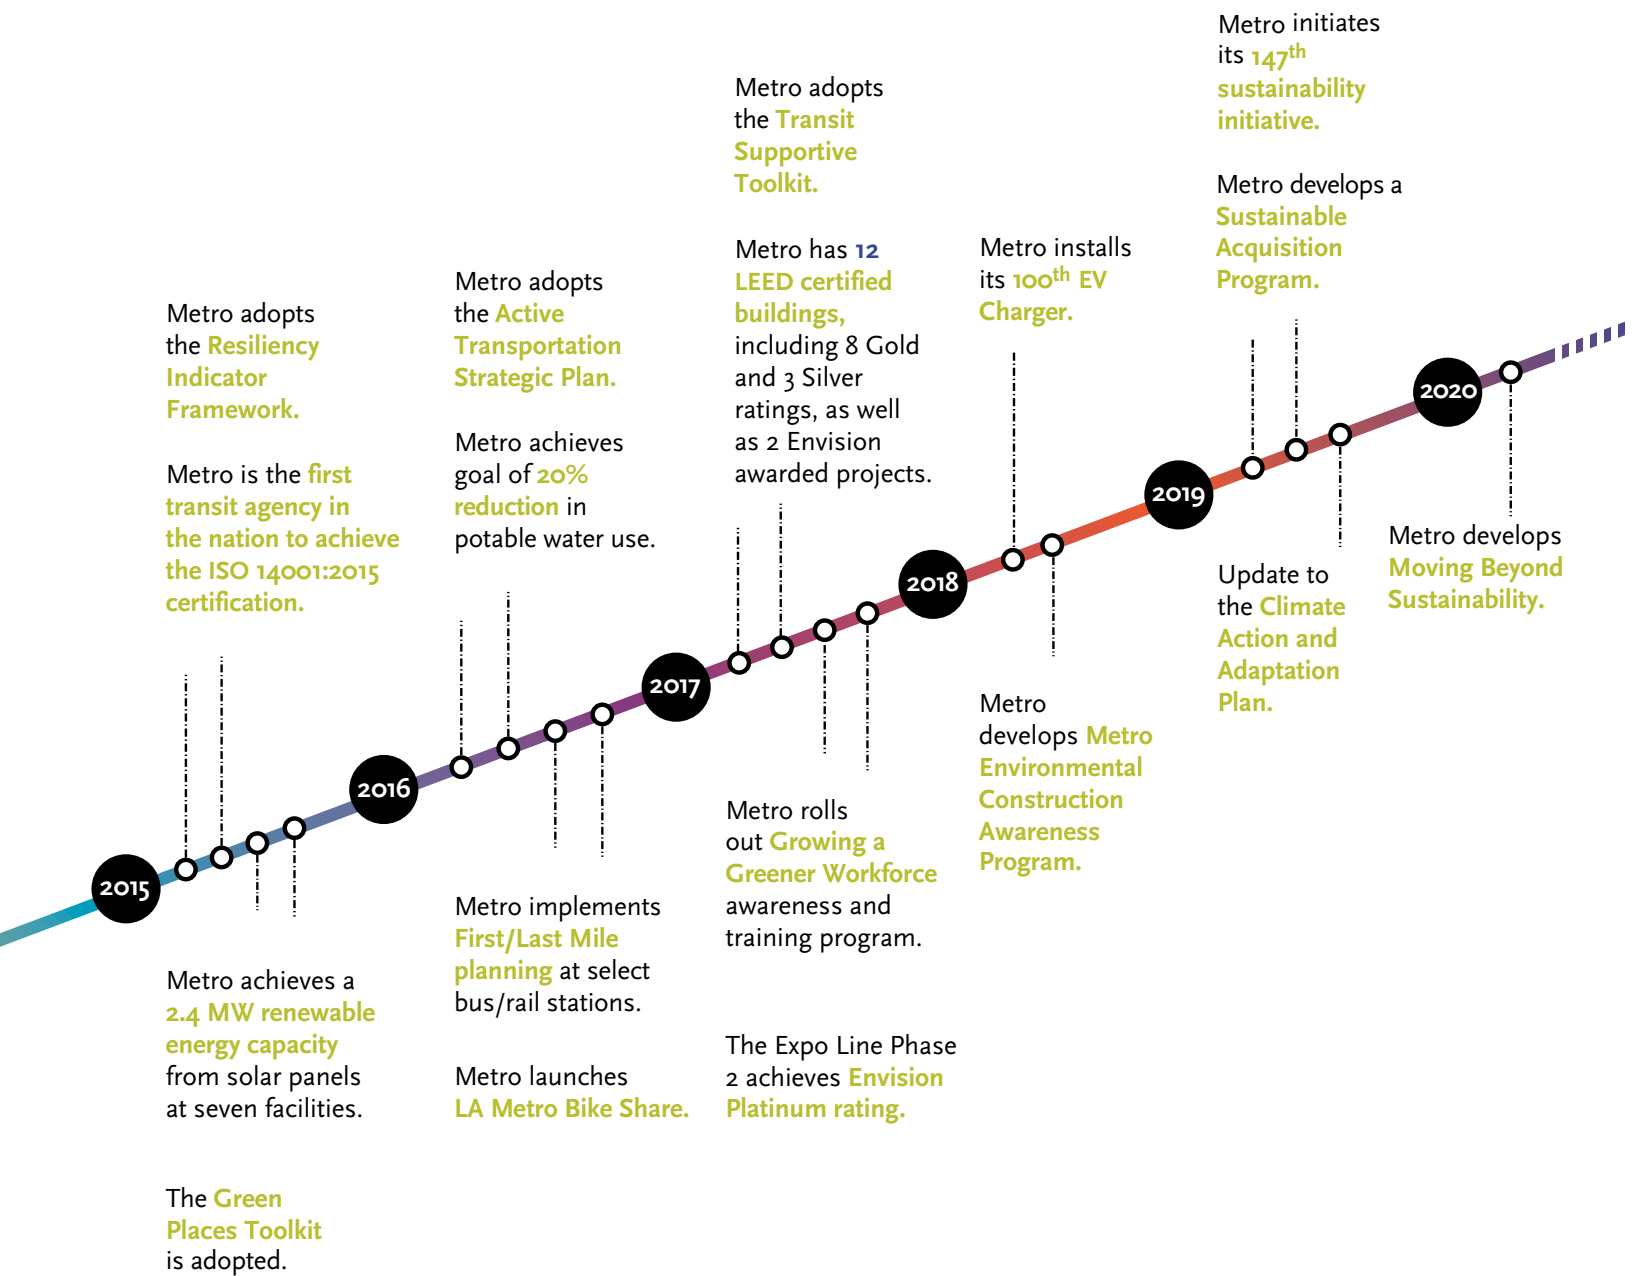 Metro adopts
the Resiliency
Indicator
Framework.
Metro is the first
transit agency in
the nation to achieve
the ISO 14001:2015
certification.
2015
Metro achieves a
2.4 MW renewable
energy capacity
from solar panels
at seven facilities.
The Green
Places Toolkit
is adopted.
Metro adopts
the Active
Transportation
Strategic Plan.
Metro achieves
goal of 20%
reduction in
potable water use.
2016
Metro implements
First/Last Mile
planning at select
bus/rail stations.
Metro launches
LA Metro Bike Share.
Metro adopts
the Transit
Supportive
Toolkit.
Metro has 12
LEED certified
buildings,
including 8 Gold
and 3 Silver
ratings, as well
as 2 Envision
awarded projects.
2017
Metro rolls
out Growing a
Greener Workforce
awareness and
training program.
The Expo Line Phase
2 achieves Envision
Platinum rating.
Metro installs
its 100th EV
Charger.
2018
Metro
develops Metro
Environmental
Construction
Awareness
Program.
Metro initiates
its 147th
sustainability
initiative.
Metro develops a
Sustainable
Acquisition
Program.
2019
Update to
the Climate
Action and
Adaptation
Plan.
2020
Metro develops
Moving Beyond
Sustainability.